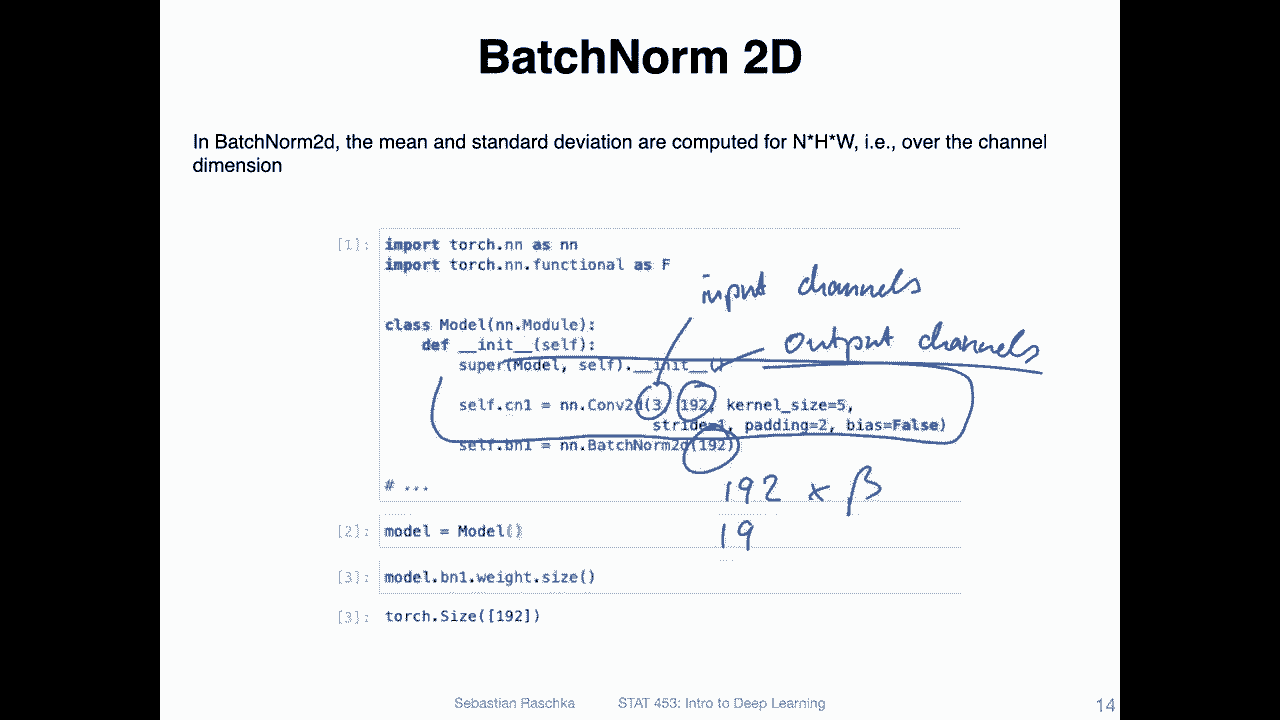 BatchNorm 2D
In BatchNorm2d, the mean and standard deviation are computed for N*H*W, i.e., over the channel
dimension
[1]: import torch.nn as nn
import torch.nn.functional as F
input channels
class Model(nn.Module):
def __init__(self):
output channels
super(Model, self).__init__()
self.cn1 = nn.Conv2d(3, 192, kernel_size=5,
stride=1, padding=2, bias=False)
self.bn1 = nn.BatchNorm2d(192)
# ...
192 x β
[2]: model = Model()
19
[3]: model.bn1.weight.size()
[3]: torch.Size([192])
Sebastian Raschka STAT 453: Intro to Deep Learning 14